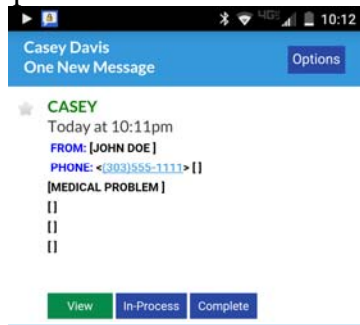 4G 10:12
Casey Davis
One New Message
Options
CASEY
Today at 10:11pm
FROM: [JOHN DOE ]
PHONE: <(303)555-1111> [ ]
[MEDICAL PROBLEM ]
[]
[]
[]
View In-Process Complete